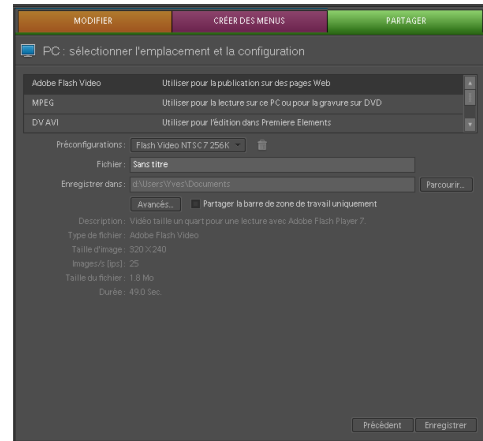 MODIFIER CRÉER DES MENUS PARTAGER
PC : sélectionner l'emplacement et la configuration
Adobe Flash Video Utiliser pour la publication sur des pages Web
MPEG Utiliser pour la lecture sur ce PC ou pour la gravure sur DVD
DV AVI Utiliser pour l'édition dans Premiere Elements
Préconfigurations : Flash Video NTSC 7 256K
Fichier : Sans titre
Enregistrer dans : d:\Users\Yves\Documents Parcourir...
Avancés... Partager la barre de zone de travail uniquement
Description : Vidéo taille un quart pour une lecture avec Adobe Flash Player 7.
Type de fichier : Adobe Flash Video
Taille d'image : 320 X 240
Images/s [ips] : 25
Taille du fichier : 1.8 Mo
Durée : 49.0 Sec.
Précédent Enregistrer